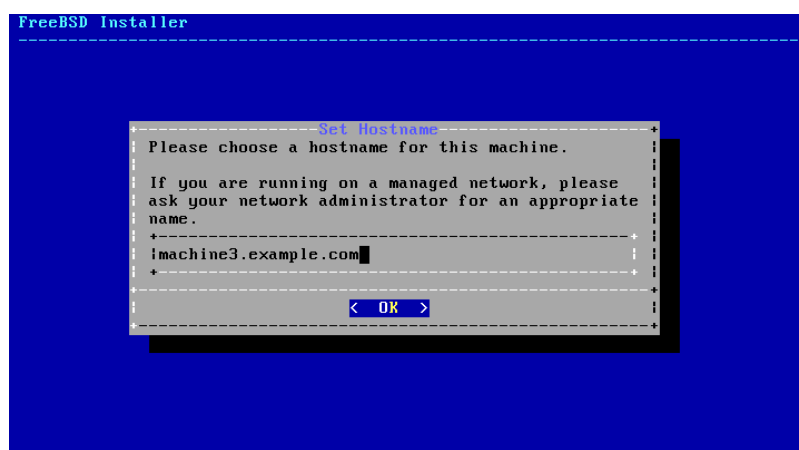 FreeBSD Installer
Set Hostname
Please choose a hostname for this machine.
If you are running on a managed network, please
ask your network administrator for an appropriate
name.
machine3.example.com
< OK >